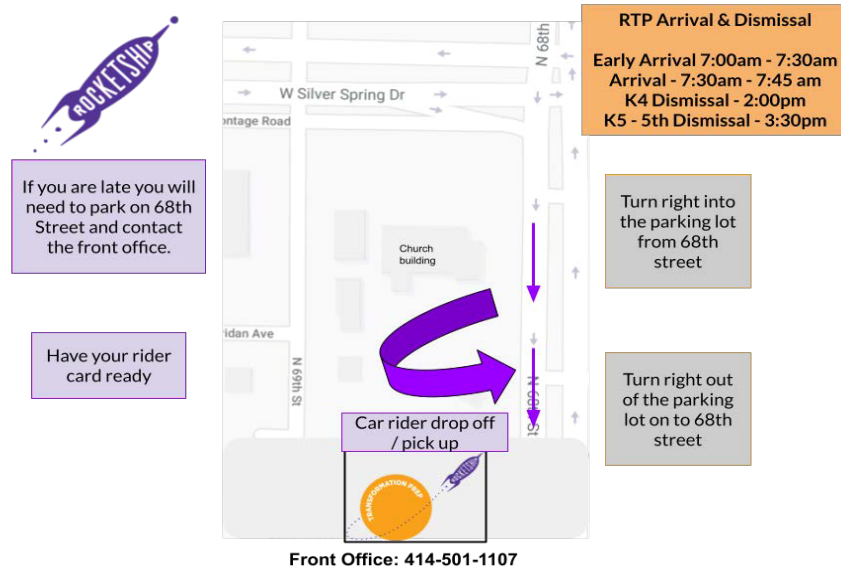 ROCKETSHIP
RTP Arrival & Dismissal
Early Arrival 7:00am - 7:30am
Arrival - 7:30am - 7:45 am
K4 Dismissal - 2:00pm
K5 - 5th Dismissal - 3:30pm
N 68th
W Silver Spring Dr
ontage Road
If you are late you will
need to park on 68th
Street and contact
the front office.
Turn right into
the parking lot
from 68th
street
Church
building
ridan Ave
Have your rider
card ready
N 69th St
N 68th St
Turn right out
of the parking
lot on to 68th
street
Car rider drop off
/ pick up
TRANSFORMATION PREP
ROCKETSHIP
Front Office: 414-501-1107